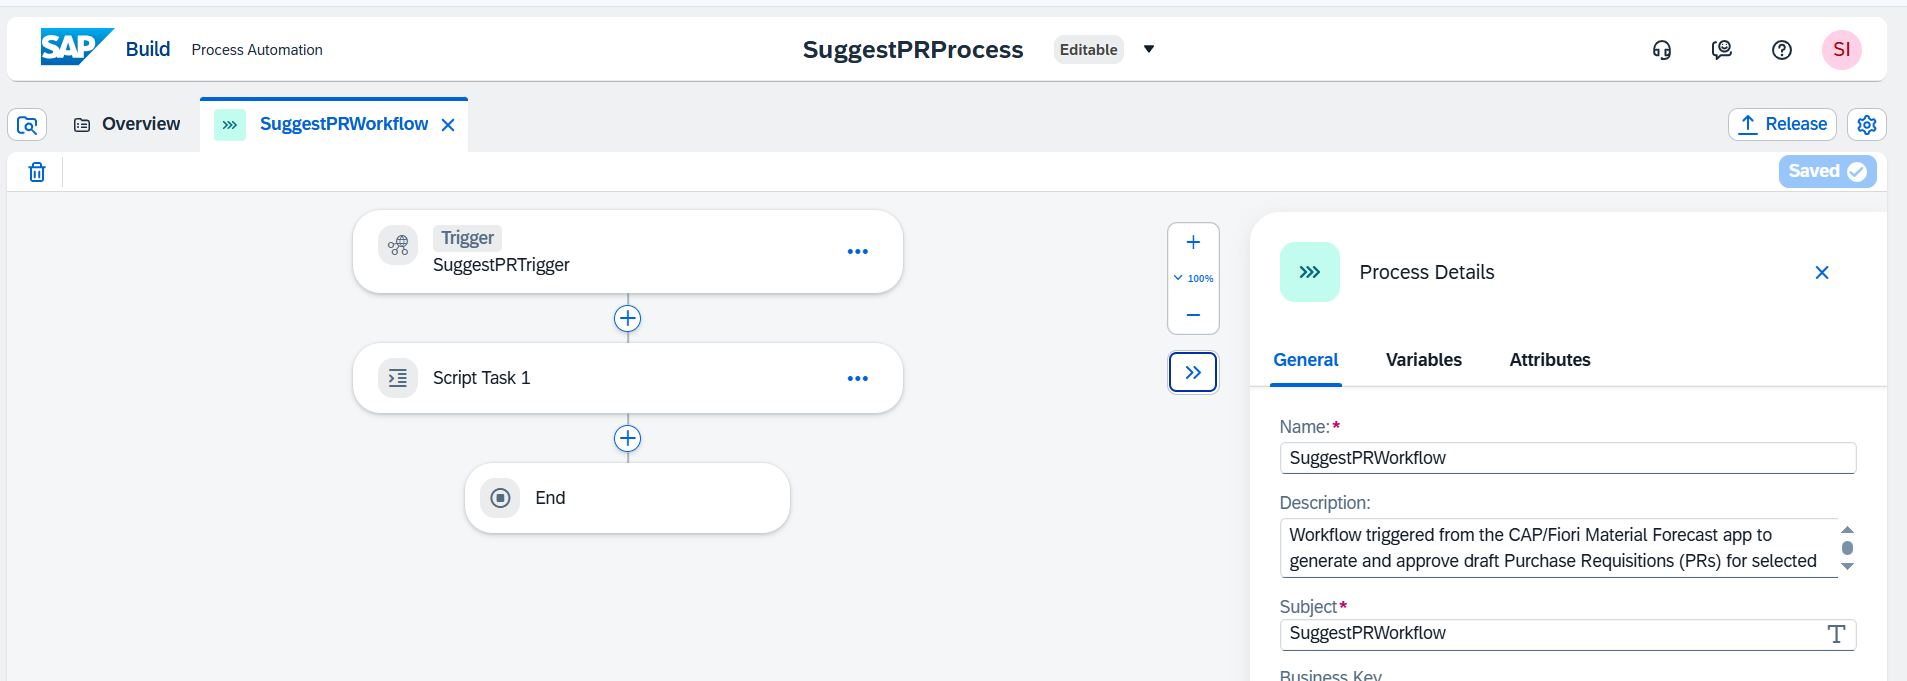 SAP Build Process Automation
SuggestPRProcess Editable
SI
Overview
SuggestPRWorkflow
Release
Saved
Trigger
SuggestPRTrigger
Script Task 1
End
100%
Process Details
General Variables Attributes
Name:*
SuggestPRWorkflow
Description:
Workflow triggered from the CAP/Fiori Material Forecast app to
generate and approve draft Purchase Requisitions (PRs) for selected
Subject*
SuggestPRWorkflow
Business Key